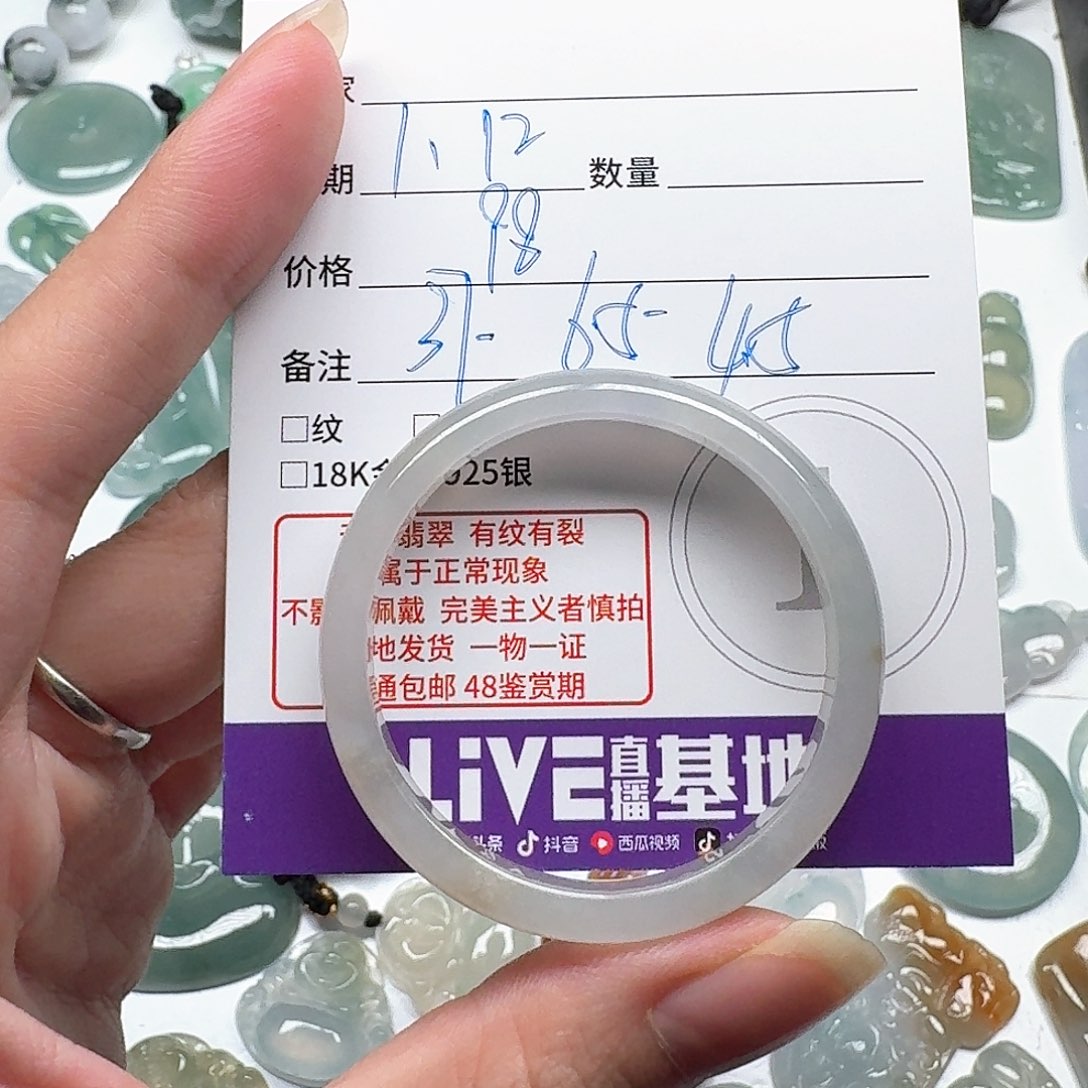 家
期 1、12 数量
98
价格
37- 65- 45
备注
□纹
□18K 925银
翡翠 有纹有裂
属于正常现象
不影 佩戴 完美主义者慎拍
地发货 一物一证
通包邮 48鉴赏期
LiVE直播基地
头条 抖音 西瓜视频